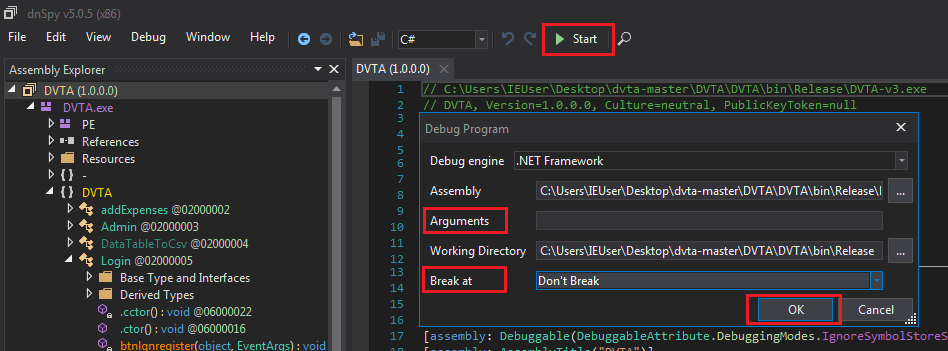 dnSpy v5.0.5 (x86)
File View Debug Window Help C# Start
Assembly Explorer
DVTA (1.0.0.0)
DVTA.exe
PE
References
Resources
{ } -
{ } DVTA
addExpenses @02000002
Admin @02000003
DataTableToCsv @02000004
Login @02000005
Base Type and Interfaces
Derived Types
.cctor() : void @06000022
.ctor() : void @06000016
btnIgnregister(object, EventArgs) : void
DVTA (1.0.0.0)
1 // C:\Users\IEUser\Desktop\dvta-master\DVTA\DVTA\bin\Release\DVTA-v3.exe
2 // DVTA, Version=1.0.0.0, Culture=neutral, PublicKeyToken=null
3
4
5
6
7
8
9
10
11
12
13
14
15
16
17 [assembly: Debuggable(DebuggableAttribute.DebuggingModes.IgnoreSymbolStoreS
18 [assembly: AssemblyTitle("DVTA")]
Debug Program
Debug engine .NET Framework
Assembly C:\Users\IEUser\Desktop\dvta-master\DVTA\DVTA\bin\Release\ ...
Arguments
Working Directory C:\Users\IEUser\Desktop\dvta-master\DVTA\DVTA\bin\Release ...
Break at Don't Break
OK Cancel